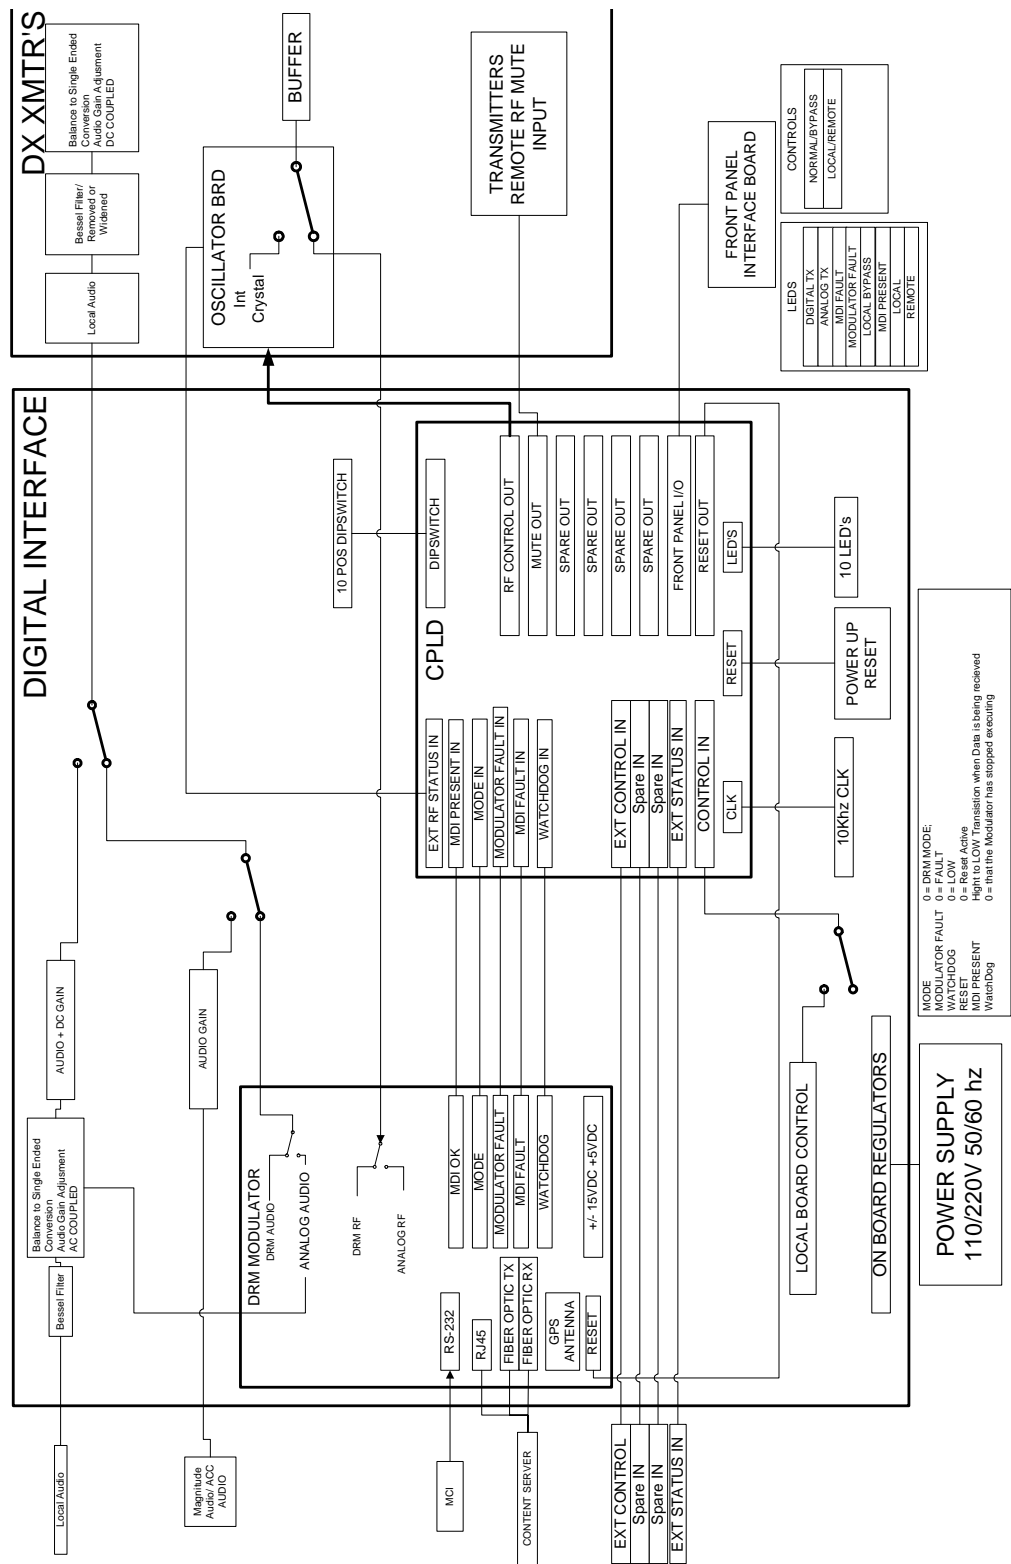 DX XMTR'S
Balance to Single Ended
Conversion
Audio Gain Adjusment
DC COUPLED
Bessel Filter/
Removed or
Widened
Local Audio
BUFFER
OSCILLATOR BRD
Int
Crystal
TRANSMITTERS
REMOTE RF MUTE
INPUT
FRONT PANEL
INTERFACE BOARD
CONTROLS
NORMAL/BYPASS
LOCAL/REMOTE
LEDS
DIGITAL TX
ANALOG TX
MDI FAULT
MODULATOR FAULT
LOCAL BYPASS
MDI PRESENT
LOCAL
REMOTE
DIGITAL INTERFACE
10 POS DIPSWITCH
DIPSWITCH
CPLD
RF CONTROL OUT
MUTE OUT
SPARE OUT
SPARE OUT
SPARE OUT
SPARE OUT
FRONT PANEL I/O
RESET OUT
LED'S
RESET
CLK
EXT RF STATUS IN
MDI PRESENT IN
MODE IN
MODULATOR FAULT IN
MDI FAULT IN
WATCHDOG IN
EXT CONTROL IN
Spare IN
Spare IN
EXT STATUS IN
CONTROL IN
10 LED's
POWER UP
RESET
10Khz CLK
AUDIO + DC GAIN
AUDIO GAIN
Balance to Single Ended
Conversion
Audio Gain Adjusment
AC COUPLED
Bessel Filter
Local Audio
Magnitude
Audio/ ACC
AUDIO
DRM MODULATOR
DRM AUDIO
ANALOG AUDIO
DRM RF
ANALOG RF
MDI OK
MODE
MODULATOR FAULT
MDI FAULT
WATCHDOG
+/- 15VDC +5VDC
RS-232
RJ45
FIBER OPTIC TX
FIBER OPTIC RX
GPS
ANTENNA
RESET
MCI
CONTENT SERVER
EXT CONTROL
Spare IN
Spare IN
EXT STATUS IN
LOCAL BOARD CONTROL
ON BOARD REGULATORS
POWER SUPPLY
110/220V 50/60 hz
MODE 0 = DRM MODE;
MODULATOR FAULT 0 = FAULT
WATCHDOG 0 = LOW
RESET 0 = Reset Active
MDI PRESENT Hight to LOW Transistion when Data is being recieved
WatchDog 0 = that the Modulator has stopped executing